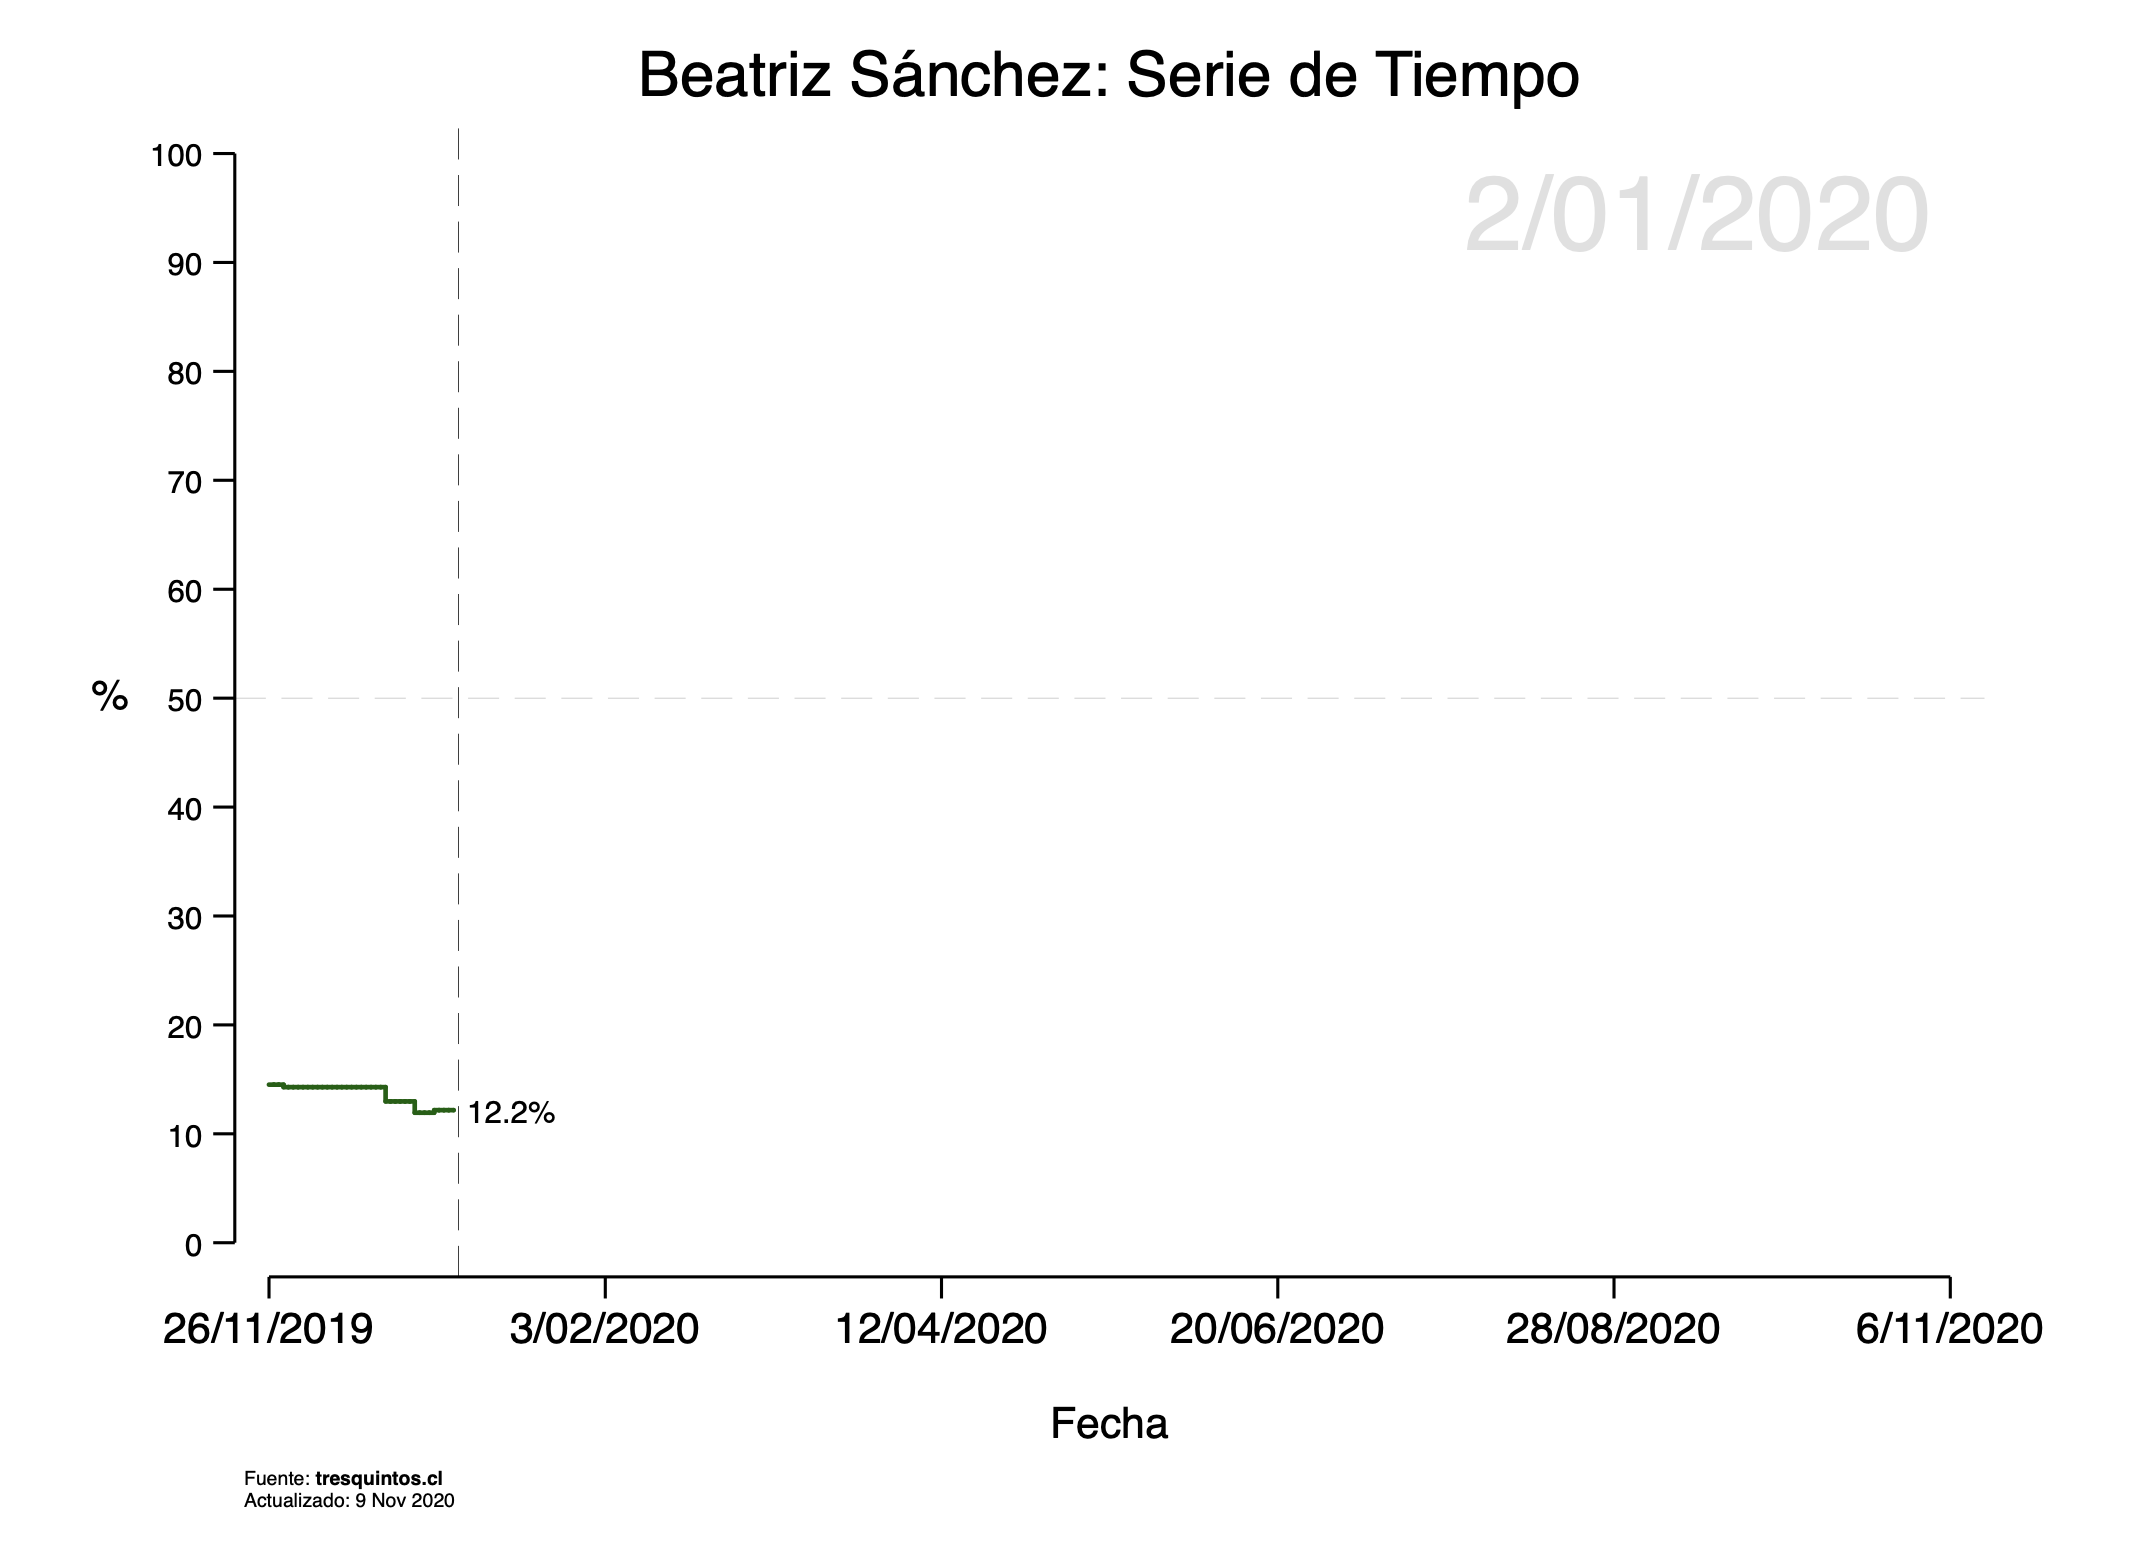 Beatriz Sánchez: Serie de Tiempo
2/01/2020
100
90
80
70
60
%
50
40
30
20
12.2%
10
0
26/11/2019 3/02/2020 12/04/2020 20/06/2020 28/08/2020 6/11/2020
Fecha
Fuente: tresquintos.cl
Actualizado: 9 Nov 2020